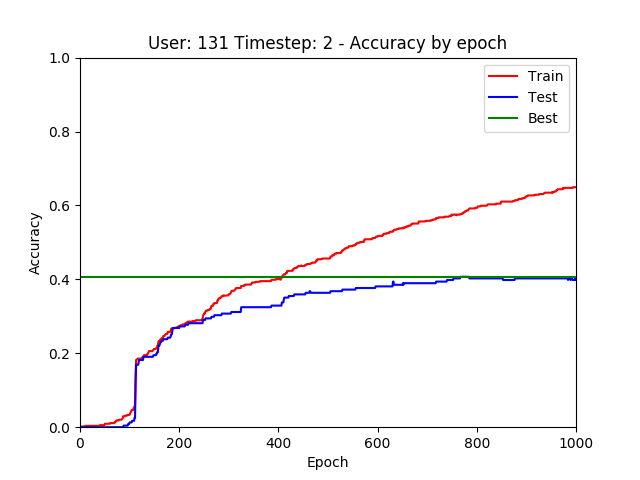 User: 131 Timestep: 2 - Accuracy by epoch
Train
Test
Best
Accuracy
1.0
0.8
0.6
0.4
0.2
0.0
0 200 400 600 800 1000
Epoch